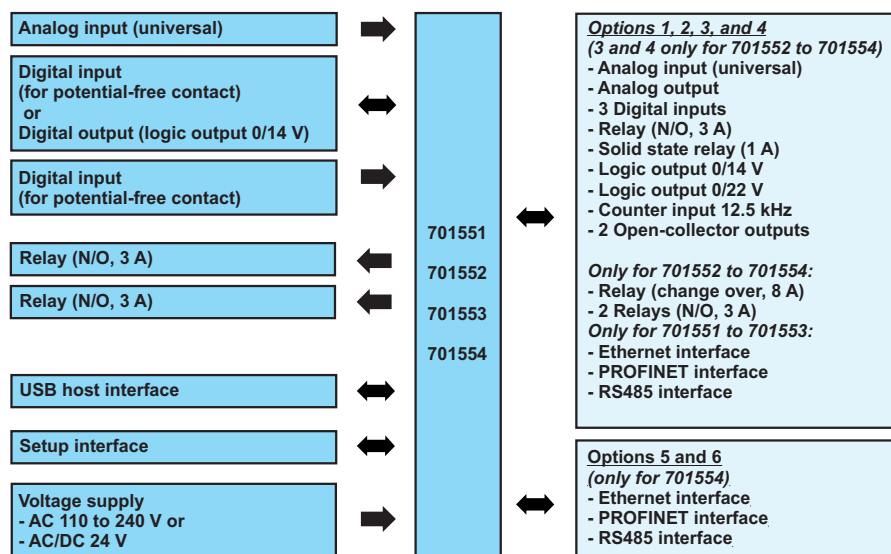 Analog input (universal)
Digital input
(for potential-free contact)
or
Digital output (logic output 0/14 V)
Digital input
(for potential-free contact)
Relay (N/O, 3 A)
Relay (N/O, 3 A)
USB host interface
Setup interface
Voltage supply
- AC 110 to 240 V or
- AC/DC 24 V
701551
701552
701553
701554
Options 1, 2, 3, and 4
(3 and 4 only for 701552 to 701554)
- Analog input (universal)
- Analog output
- 3 Digital inputs
- Relay (N/O, 3 A)
- Solid state relay (1 A)
- Logic output 0/14 V
- Logic output 0/22 V
- Counter input 12.5 kHz
- 2 Open-collector outputs
Only for 701552 to 701554:
- Relay (change over, 8 A)
- 2 Relays (N/O, 3 A)
Only for 701551 to 701553:
- Ethernet interface
- PROFINET interface
- RS485 interface
Options 5 and 6
(only for 701554)
- Ethernet interface
- PROFINET interface
- RS485 interface